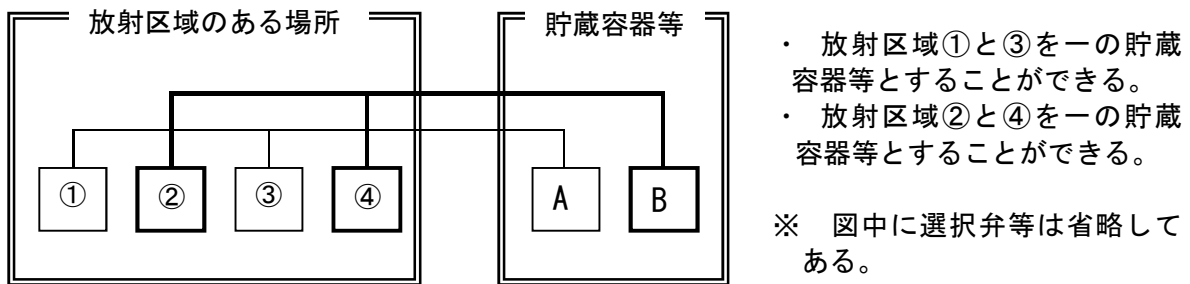 放射区域のある場所
貯蔵容器等
① ② ③ ④
A B
・ 放射区域①と③を一の貯蔵
容器等とすることができる。
・ 放射区域②と④を一の貯蔵
容器等とすることができる。
※ 図中に選択弁等は省略して
ある。